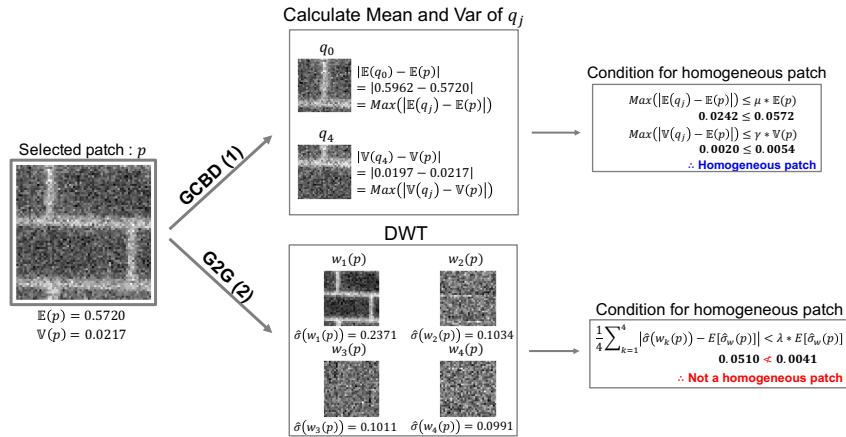 Calculate Mean and Var of q_j
q_0
|𝔼(q_0) − 𝔼(p)|
= |0.5962 − 0.5720|
= Max(|𝔼(q_j) − 𝔼(p)|)
q_4
|𝕍(q_4) − 𝕍(p)|
= |0.0197 − 0.0217|
= Max(|𝕍(q_j) − 𝕍(p)|)
Condition for homogeneous patch
Max(|𝔼(q_j) − 𝔼(p)|) ≤ μ ∗ 𝔼(p)
0.0242 ≤ 0.0572
Max(|𝕍(q_j) − 𝔼(p)|) ≤ γ ∗ 𝕍(p)
0.0020 ≤ 0.0054
∴ Homogeneous patch
Selected patch : p
𝔼(p) = 0.5720
𝕍(p) = 0.0217
GCBD (1)
G2G (2)
DWT
w_1(p) w_2(p)
σ̂(w_1(p)) = 0.2371 σ̂(w_2(p)) = 0.1034
w_3(p) w_4(p)
σ̂(w_3(p)) = 0.1011 σ̂(w_4(p)) = 0.0991
Condition for homogeneous patch
1/4 ∑_{k=1}^{4} |σ̂(w_k(p)) − E[σ̂_w(p)]| < λ ∗ E[σ̂_w(p)]
0.0510 ≮ 0.0041
∴ Not a homogeneous patch